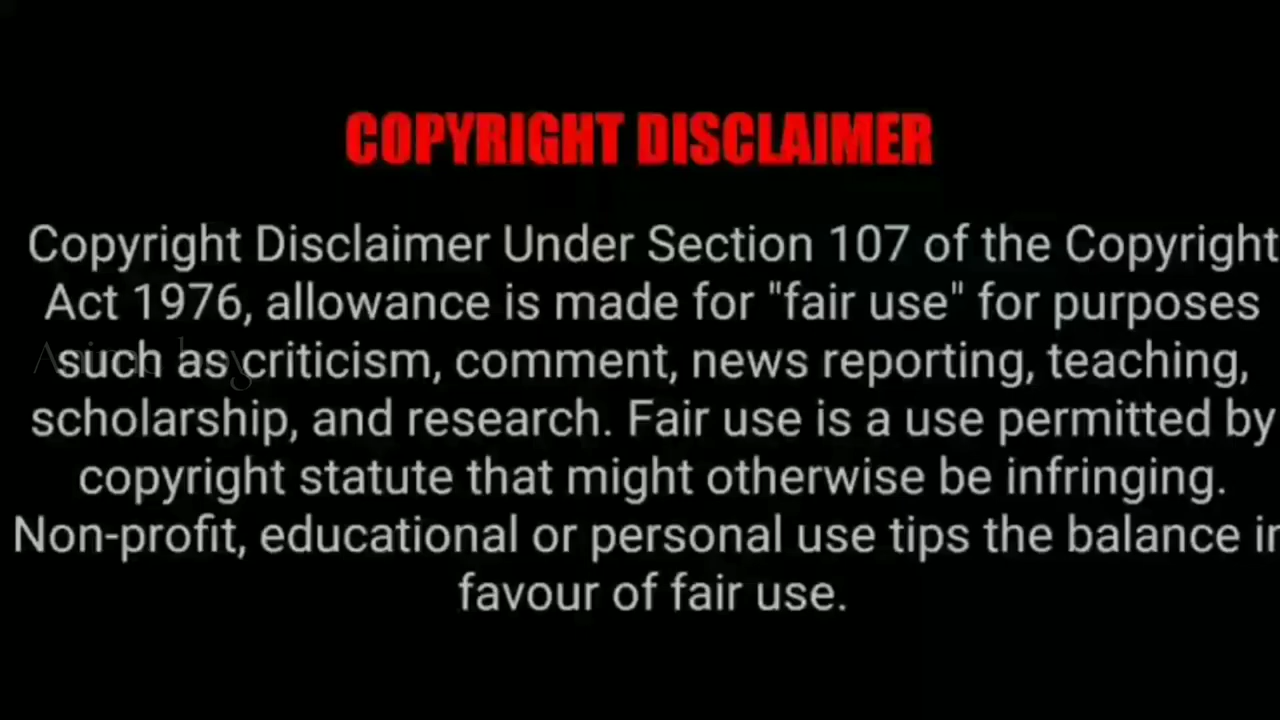 COPYRIGHT DISCLAIMER
Copyright Disclaimer Under Section 107 of the Copyright
Act 1976, allowance is made for "fair use" for purposes
such as criticism, comment, news reporting, teaching,
scholarship, and research. Fair use is a use permitted by
copyright statute that might otherwise be infringing.
Non-profit, educational or personal use tips the balance in
favour of fair use.